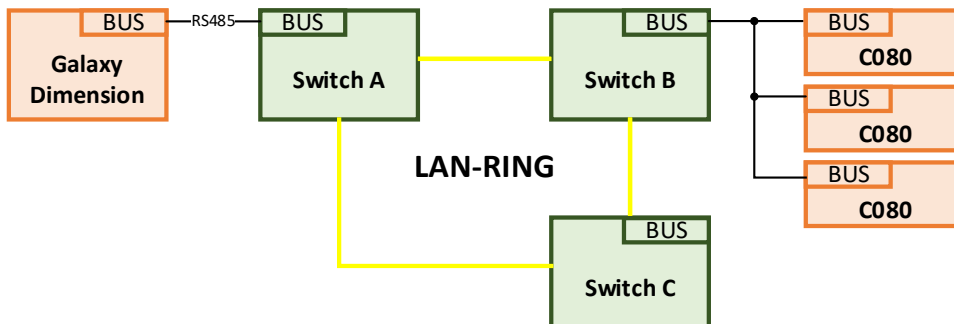 BUS
RS485
BUS
BUS
BUS
Galaxy
Dimension
Switch A
Switch B
C080
BUS
C080
LAN-RING
BUS
C080
BUS
Switch C